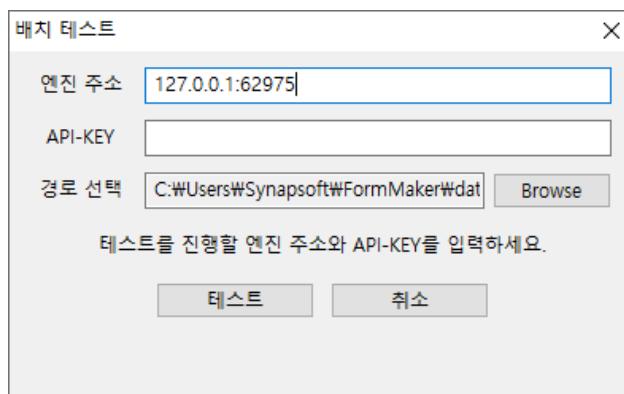 배치 테스트
엔진 주소 127.0.0.1:62975
API-KEY
경로 선택 C:₩Users₩Synapsoft₩FormMaker₩dat Browse
테스트를 진행할 엔진 주소와 API-KEY를 입력하세요.
테스트 취소